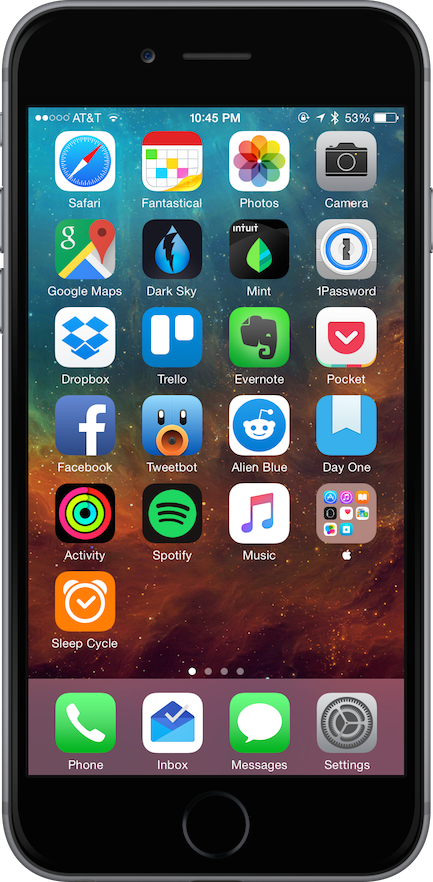 AT&T 10:45 PM 53%
Safari Fantastical Photos Camera
g intuit
Google Maps Dark Sky Mint 1Password
Dropbox Trello Evernote Pocket
Facebook Tweetbot Alien Blue Day One
Activity Spotify Music
Sleep Cycle
Phone Inbox Messages Settings